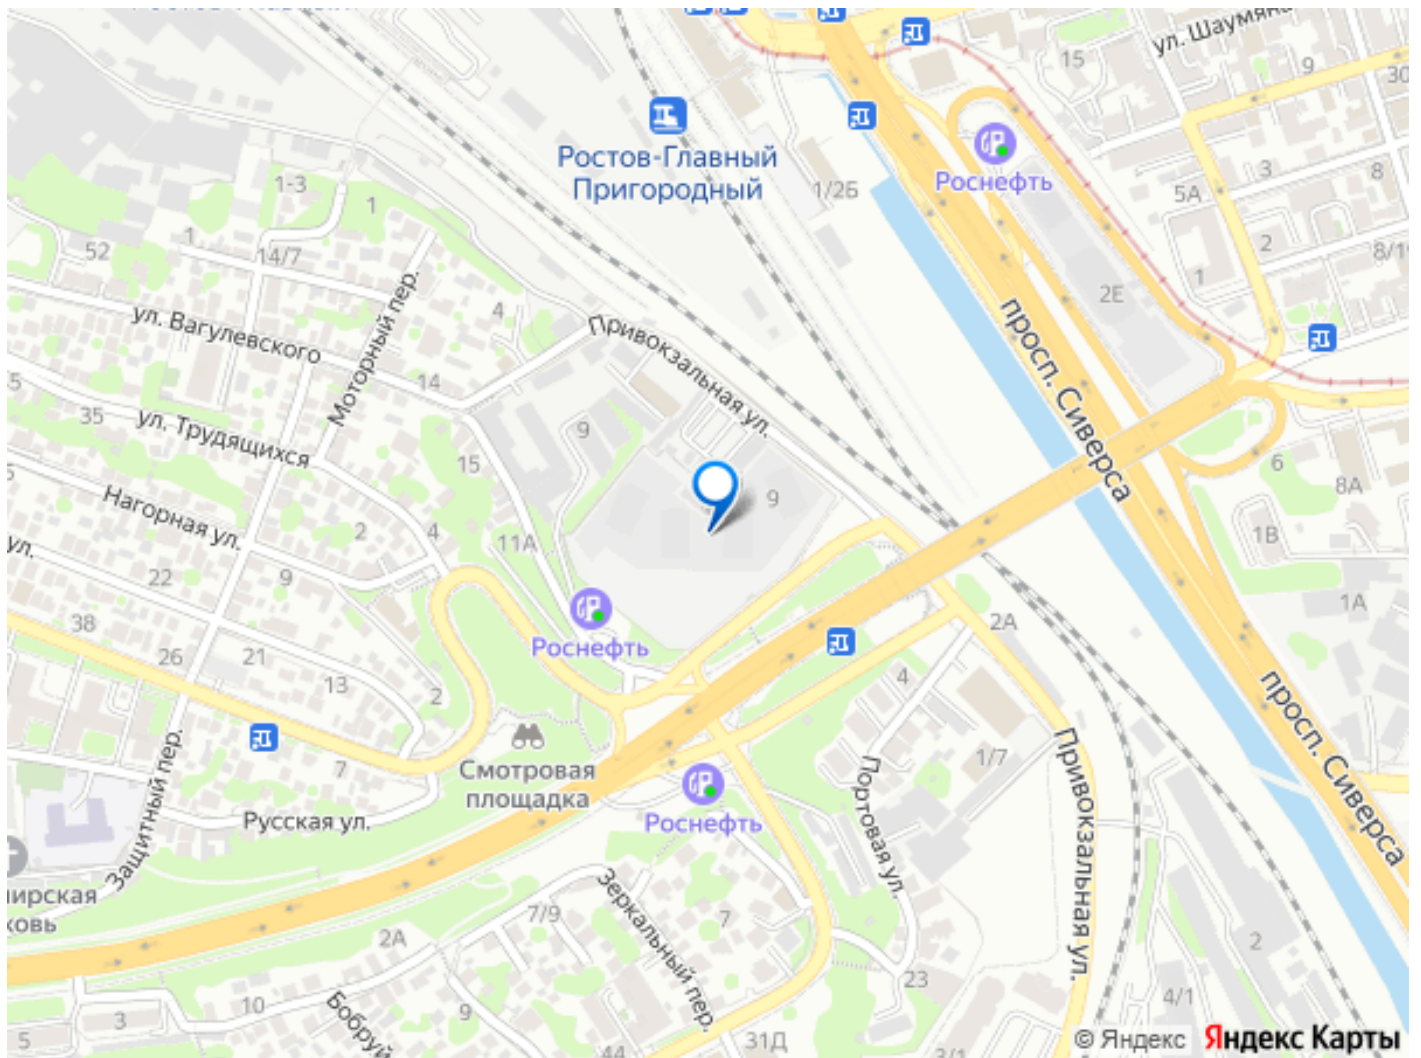 ул. Шаумяна
15
9
30
Ростов-Главный
Пригородный
Роснефть
1/2Б
3
8
5А
2
8/19
1
2Е
1-3
1
52
1
14/7
4
ул. Вагулевского
Моторный пер.
Привокзальная ул.
просп. Сиверса
14
35
ул. Трудящихся
9
15
9
6
8А
Нагорная ул.
2
4
11А
1В
ул.
22
9
1А
38
Роснефть
2А
26
21
13
2
4
просп. Сиверса
Защитный пер.
7
Смотровая
площадка
1/7
Привокзальная ул.
Портовая ул.
Русская ул.
Роснефть
7/9
Зеркальный пер.
7
2А
2
23
10
9
3
5
4/1
31Д
44
3/1
© Яндекс
Яндекс Карты